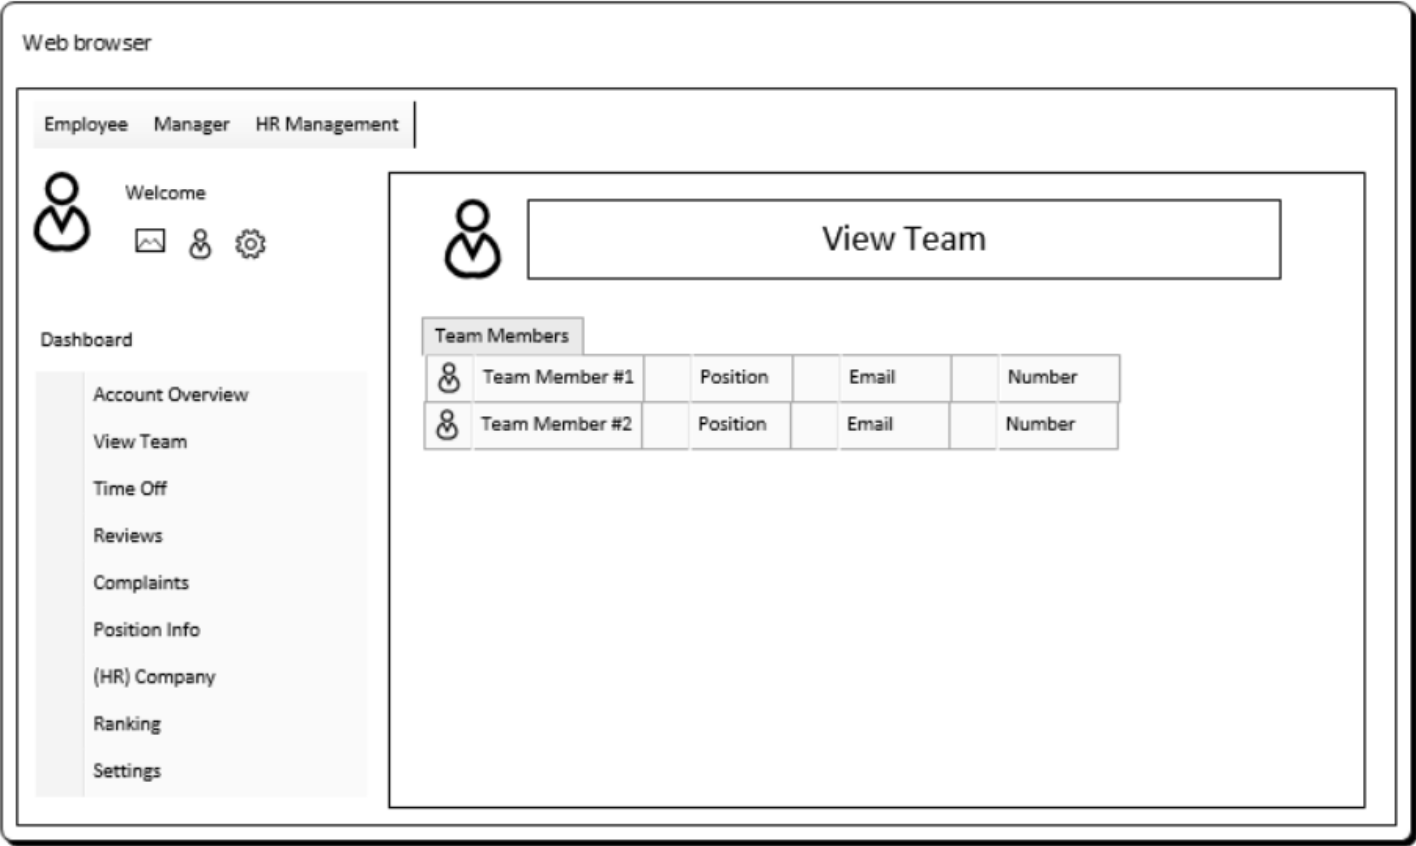 Web browser
Employee Manager HR Management
Welcome
View Team
Dashboard
Account Overview
View Team
Time Off
Reviews
Complaints
Position Info
(HR) Company
Ranking
Settings
Team Members
Team Member #1 Position Email Number
Team Member #2 Position Email Number